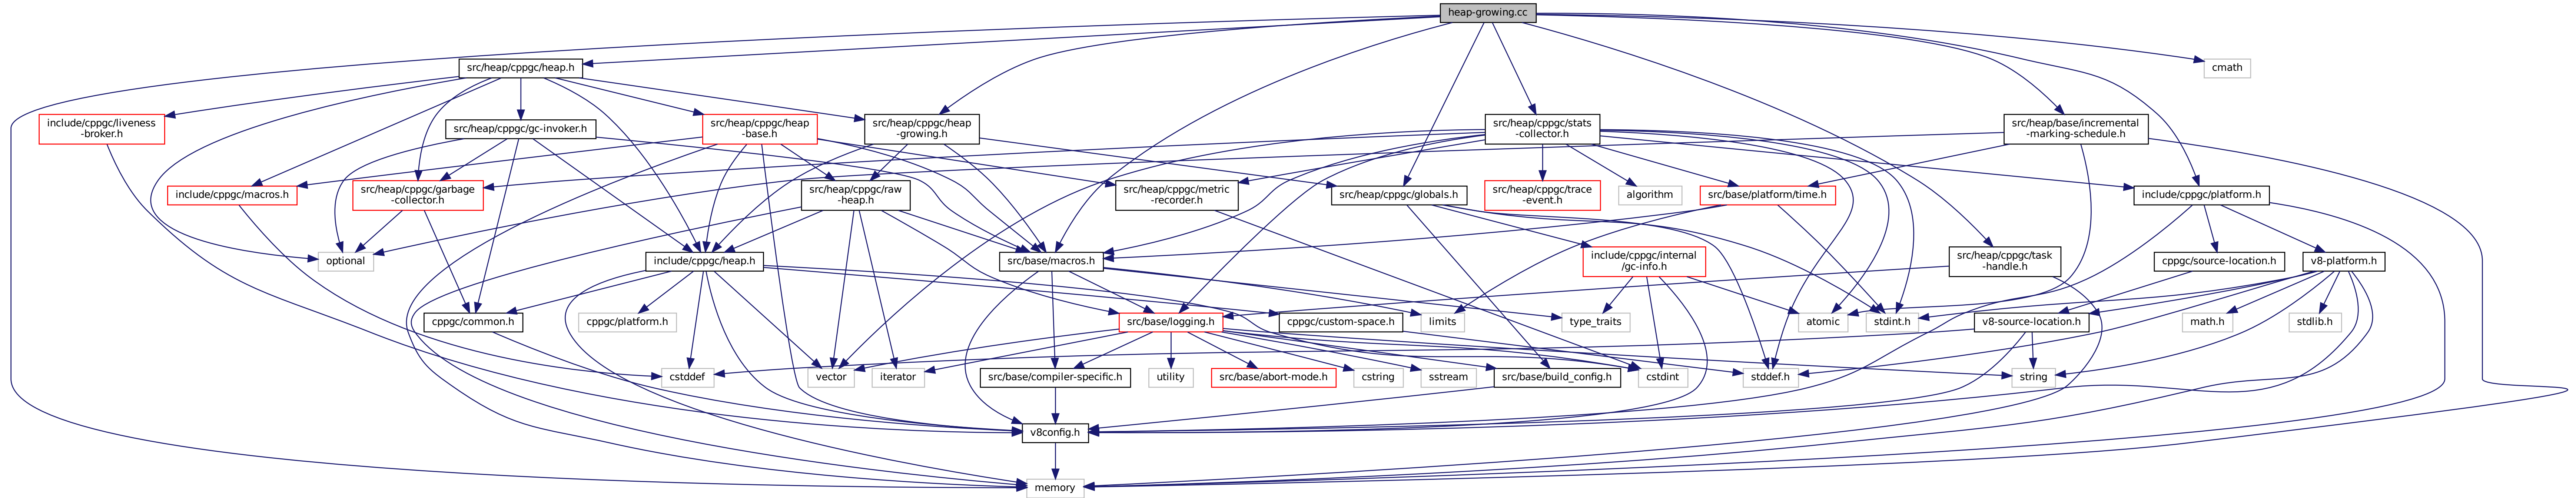 heap-growing.cc
src/heap/cppgc/heap.h
cmath
include/cppgc/liveness
-broker.h
src/heap/cppgc/gc-invoker.h
src/heap/cppgc/heap
-base.h
src/heap/cppgc/heap
-growing.h
src/heap/cppgc/stats
-collector.h
src/heap/base/incremental
-marking-schedule.h
include/cppgc/macros.h
src/heap/cppgc/garbage
-collector.h
src/heap/cppgc/raw
-heap.h
src/heap/cppgc/metric
-recorder.h
src/heap/cppgc/globals.h
src/heap/cppgc/trace
-event.h
algorithm
src/base/platform/time.h
include/cppgc/platform.h
optional
include/cppgc/heap.h
src/base/macros.h
include/cppgc/internal
/gc-info.h
src/heap/cppgc/task
-handle.h
cppgc/source-location.h
v8-platform.h
cppgc/common.h
cppgc/platform.h
src/base/logging.h
cppgc/custom-space.h
limits
type_traits
atomic
stdint.h
v8-source-location.h
math.h
stdlib.h
cstddef
vector
iterator
src/base/compiler-specific.h
utility
src/base/abort-mode.h
cstring
sstream
src/base/build_config.h
cstdint
stddef.h
string
v8config.h
memory